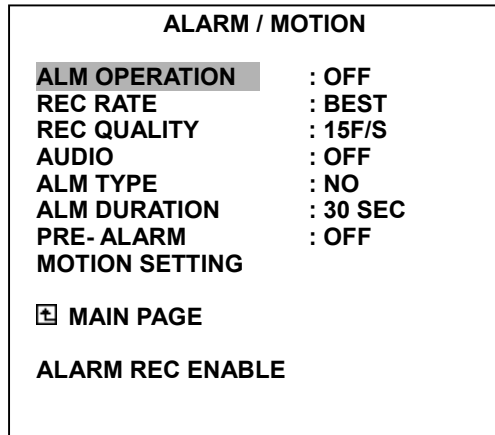 ALARM / MOTION
ALM OPERATION : OFF
REC RATE : BEST
REC QUALITY : 15F/S
AUDIO : OFF
ALM TYPE : NO
ALM DURATION : 30 SEC
PRE- ALARM : OFF
MOTION SETTING
MAIN PAGE
ALARM REC ENABLE